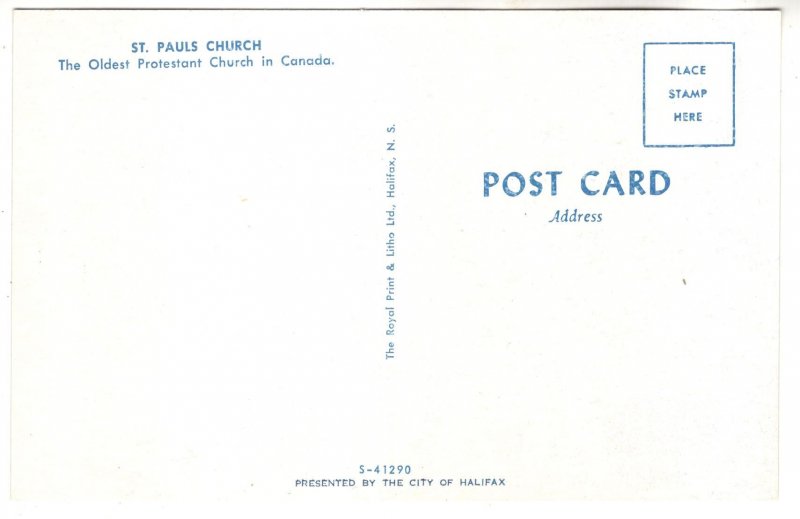 ST. PAULS CHURCH
The Oldest Protestant Church in Canada.
PLACE
STAMP
HERE
POST CARD
Address
The Royal Print & Litho Ltd., Halifax, N. S.
S-41290
PRESENTED BY THE CITY OF HALIFAX